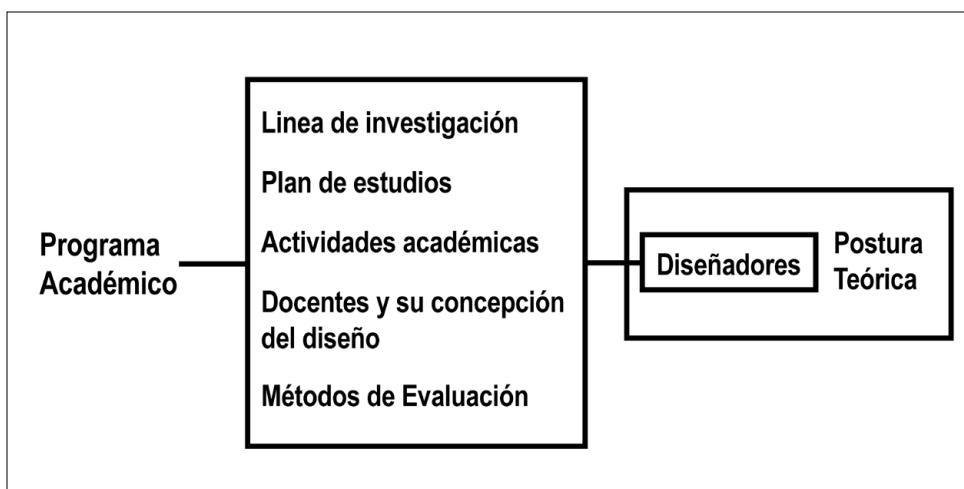 Programa
Académico
Linea de investigación
Plan de estudios
Actividades académicas
Docentes y su concepción
del diseño
Métodos de Evaluación
Diseñadores
Postura
Teórica